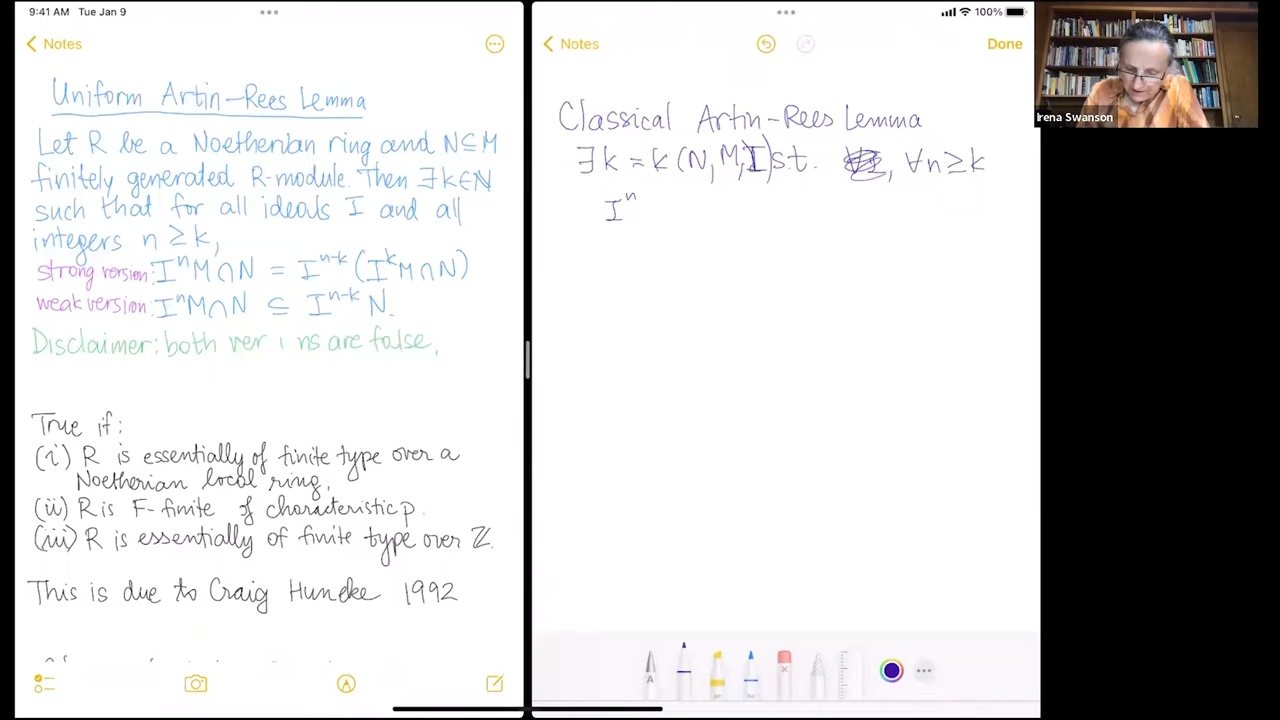 9:41 AM Tue Jan 9
Notes
Uniform Artin-Rees Lemma
Let R be a Noetherian ring and N⊆M
finitely generated R-module. Then ∃ k∈N
such that for all ideals I and all
integers n ≥ k,
strong version: IⁿM∩N = Iⁿ⁻ᵏ(IᵏM∩N)
weak version: IⁿM∩N ⊆ Iⁿ⁻ᵏN.
Disclaimer: both ver i ns are false.
True if:
(i) R is essentially of finite type over a
Noetherian local ring,
(ii) R is F-finite of characteristic p.
(iii) R is essentially of finite type over ℤ.
This is due to Craig Huneke 1992
100%
Notes
Done
Classical Artin-Rees Lemma
∃ k = k(N, M, I) s.t. , ∀n ≥ k
Iⁿ
A
Irena Swanson